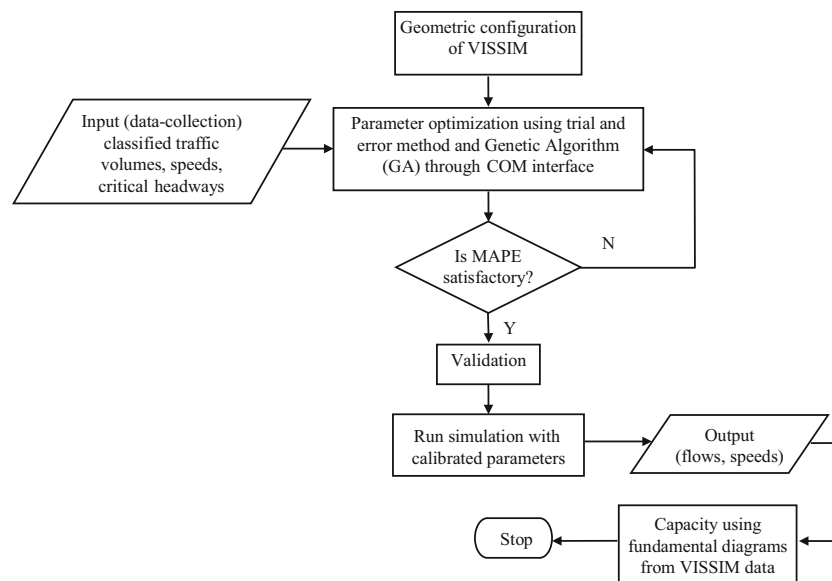 Geometric configuration
of VISSIM
Input (data-collection)
classified traffic
volumes, speeds,
critical headways
Parameter optimization using trial and
error method and Genetic Algorithm
(GA) through COM interface
Is MAPE
satisfactory?
N
Y
Validation
Run simulation with
calibrated parameters
Output
(flows, speeds)
Capacity using
fundamental diagrams
from VISSIM data
Stop